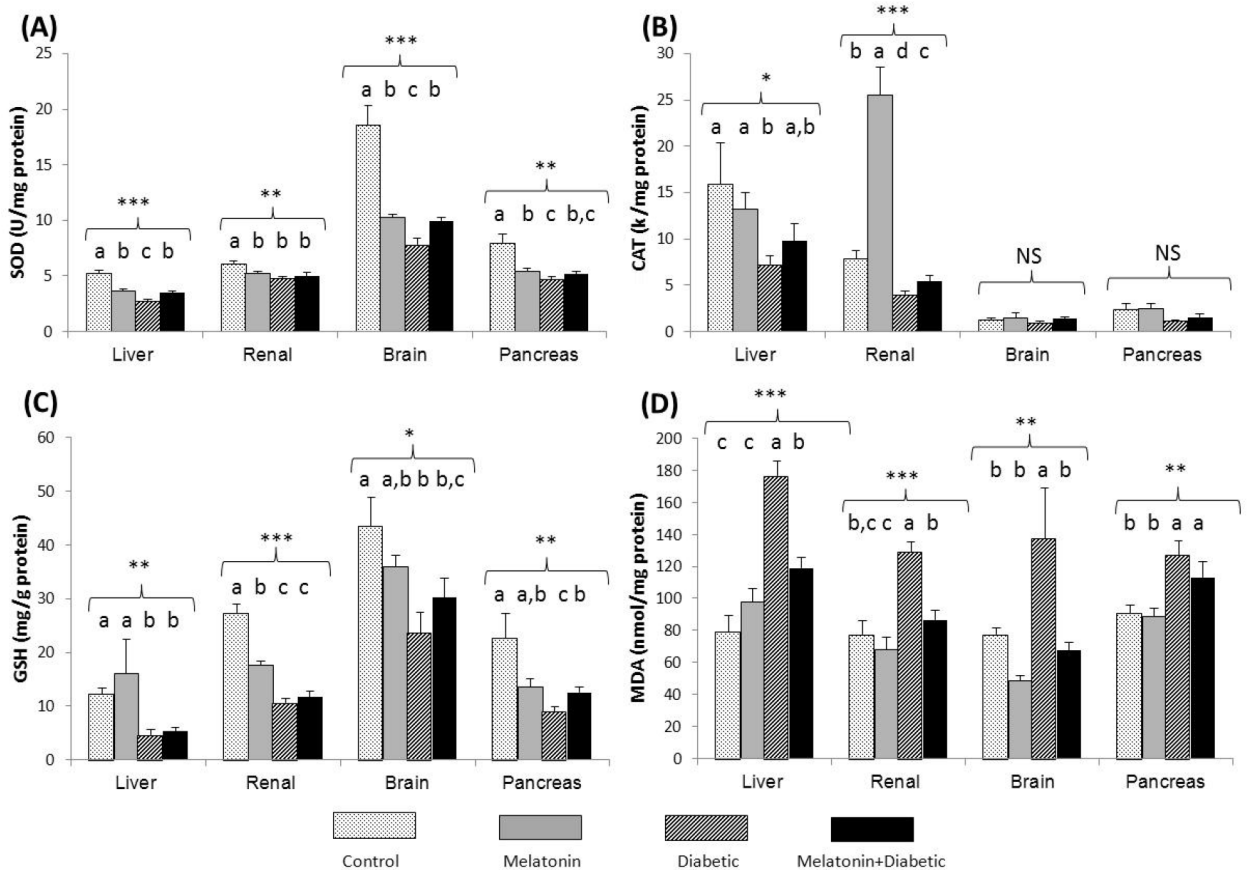 (A)
SOD (U/mg protein)
25
20
15
10
5
0
***
a b c b
**
a b b b
***
a b c b
**
a b c b,c
Liver Renal Brain Pancreas
(B)
CAT (k/mg protein)
30
25
20
15
10
5
0
*
a a b a,b
***
b a d c
NS
NS
Liver Renal Brain Pancreas
(C)
GSH (mg/g protein)
60
50
40
30
20
10
0
**
a a b b
***
a b c c
*
a a,b b b,c
**
a a,b c b
Liver Renal Brain Pancreas
(D)
MDA (nmol/mg protein)
200
180
160
140
120
100
80
60
40
20
0
***
c c a b
***
b,c c a b
**
b b a b
**
b b a a
Liver Renal Brain Pancreas
Control Melatonin Diabetic Melatonin+Diabetic